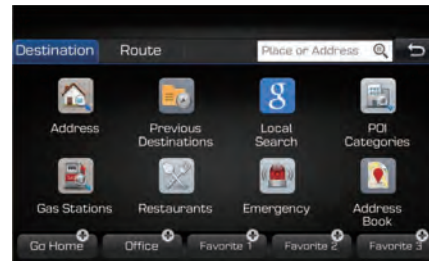 Destination Route Place or Address
Address Previous Destinations Local Search POI Categories
Gas Stations Restaurants Emergency Address Book
Go Home Office Favorite 1 Favorite 2 Favorite 3